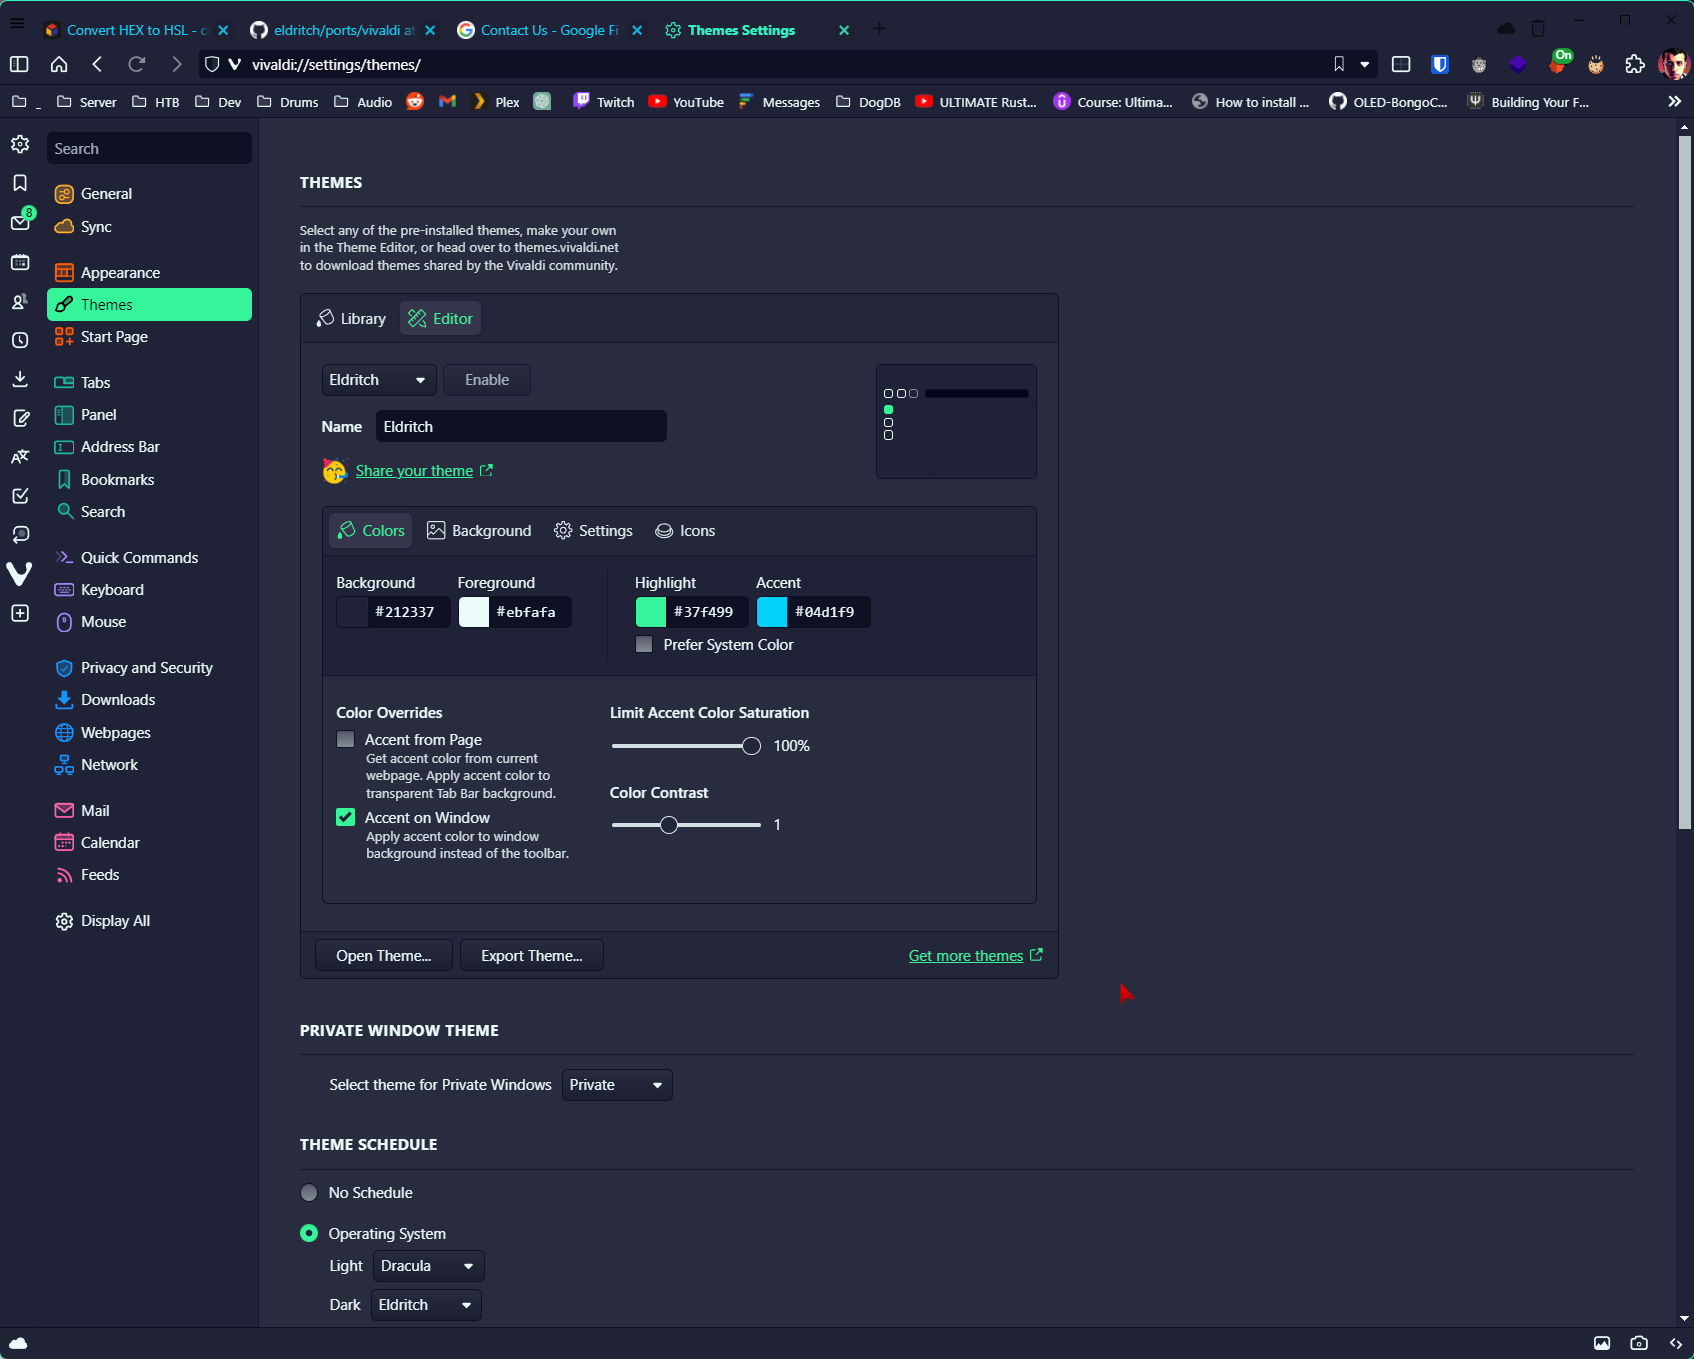 Convert HEX to HSL - c
eldritch/ports/vivaldi at
Contact Us - Google Fi
Themes Settings
vivaldi://settings/themes/
On
_
Server
HTB
Dev
Drums
Audio
Plex
Twitch
YouTube
Messages
DogDB
ULTIMATE Rust...
Course: Ultima...
How to install ...
OLED-BongoC...
Building Your F...
8
Search
General
Sync
Appearance
Themes
Start Page
Tabs
Panel
Address Bar
Bookmarks
Search
Quick Commands
Keyboard
Mouse
Privacy and Security
Downloads
Webpages
Network
Mail
Calendar
Feeds
Display All
THEMES
Select any of the pre-installed themes, make your own
in the Theme Editor, or head over to themes.vivaldi.net
to download themes shared by the Vivaldi community.
Library
Editor
Eldritch
Enable
Name
Eldritch
Share your theme
Colors
Background
Settings
Icons
Background
Foreground
Highlight
Accent
#212337
#ebfafa
#37f499
#04d1f9
Prefer System Color
Color Overrides
Accent from Page
Get accent color from current
webpage. Apply accent color to
transparent Tab Bar background.
Accent on Window
Apply accent color to window
background instead of the toolbar.
Limit Accent Color Saturation
100%
Color Contrast
1
Open Theme...
Export Theme...
Get more themes
PRIVATE WINDOW THEME
Select theme for Private Windows
Private
THEME SCHEDULE
No Schedule
Operating System
Light
Dracula
Dark
Eldritch